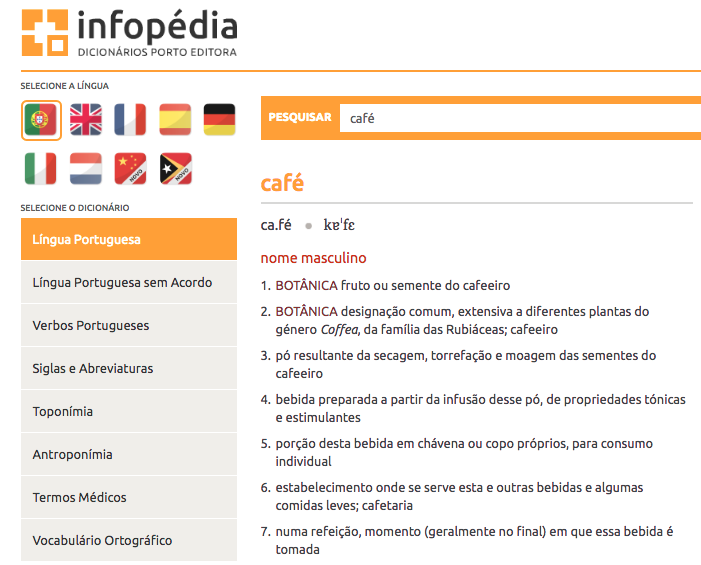 infopédia
DICIONÁRIOS PORTO EDITORA
SELECIONE A LÍNGUA
NOVO
NOVO
SELECIONE O DICIONÁRIO
Língua Portuguesa
Língua Portuguesa sem Acordo
Verbos Portugueses
Siglas e Abreviaturas
Toponímia
Antroponímia
Termos Médicos
Vocabulário Ortográfico
PESQUISAR café
café
ca.fé ● kɐˈfɛ
nome masculino
1. BOTÂNICA fruto ou semente do cafeeiro
2. BOTÂNICA designação comum, extensiva a diferentes plantas do
género Coffea, da família das Rubiáceas; cafeeiro
3. pó resultante da secagem, torrefação e moagem das sementes do
cafeeiro
4. bebida preparada a partir da infusão desse pó, de propriedades tónicas
e estimulantes
5. porção desta bebida em chávena ou copo próprios, para consumo
individual
6. estabelecimento onde se serve esta e outras bebidas e algumas
comidas leves; cafetaria
7. numa refeição, momento (geralmente no final) em que essa bebida é
tomada